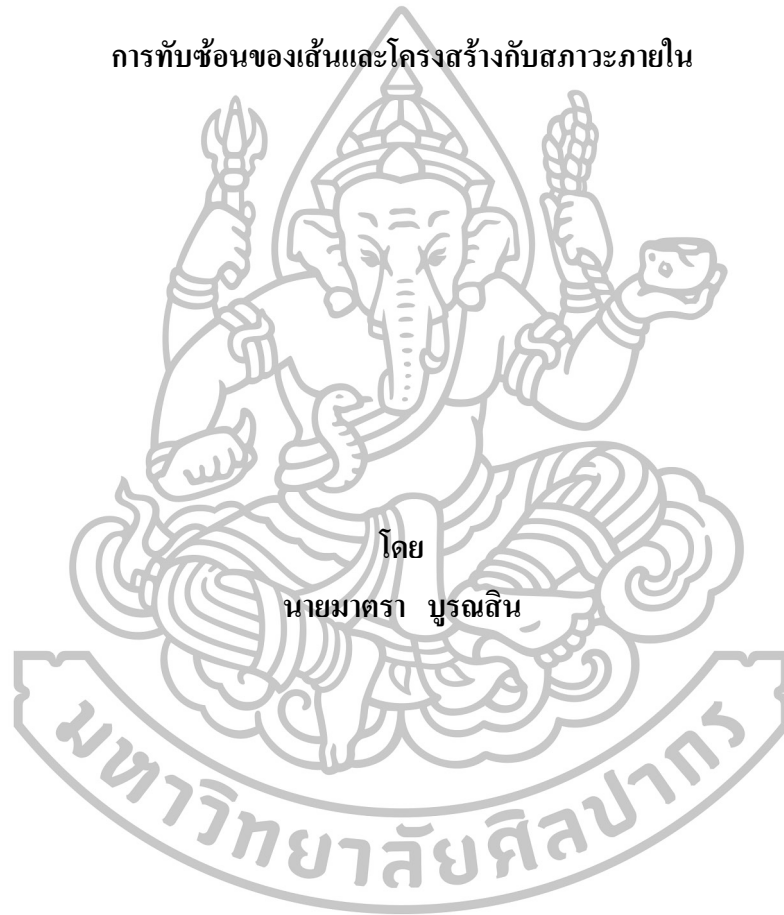 การทับซ้อนของเส้นและโครงสร้างกับสภาวะภายใน
โดย
นายมาตรา บูรณสิน
มหาวิทยาลัยศิลปากร